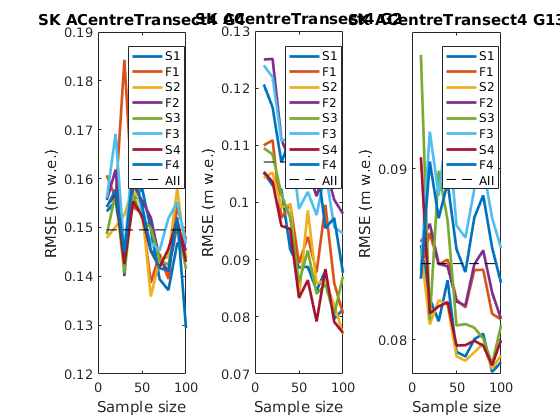 SK ACentreTransect4 G4
SK ACentreTransect4 G2
SK ACentreTransect4 G13
RMSE (m w.e.)
0.19
0.18
0.17
0.16
0.15
0.14
0.13
0.12
0
50
100
Sample size
S1
F1
S2
F2
S3
F3
S4
F4
All
RMSE (m w.e.)
0.13
0.12
0.11
0.1
0.09
0.08
0.07
0
50
100
Sample size
S1
F1
S2
F2
S3
F3
S4
F4
All
RMSE (m w.e.)
0.09
0.08
0
50
100
Sample size
S1
F1
S2
F2
S3
F3
S4
F4
All